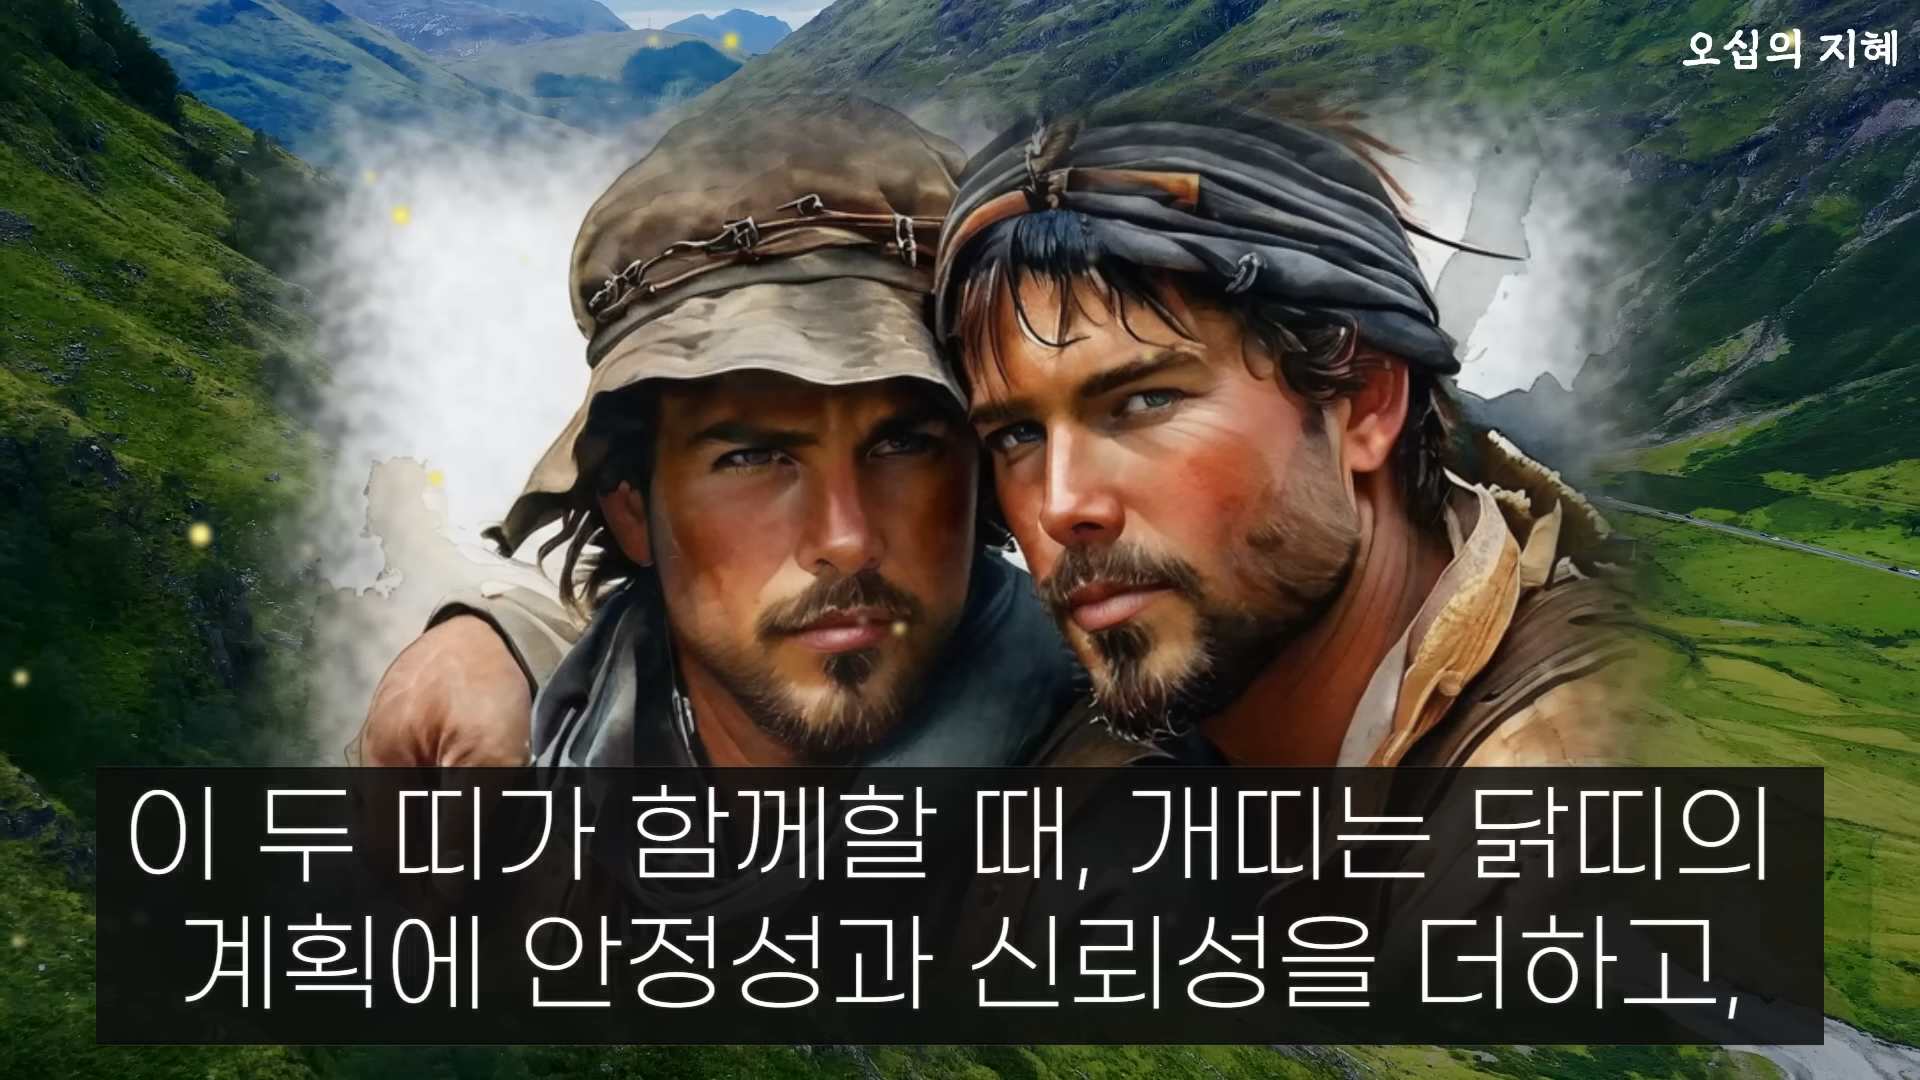 오십의 지혜
이 두 띠가 함께할 때, 개띠는 닭띠의
계획에 안정성과 신뢰성을 더하고,